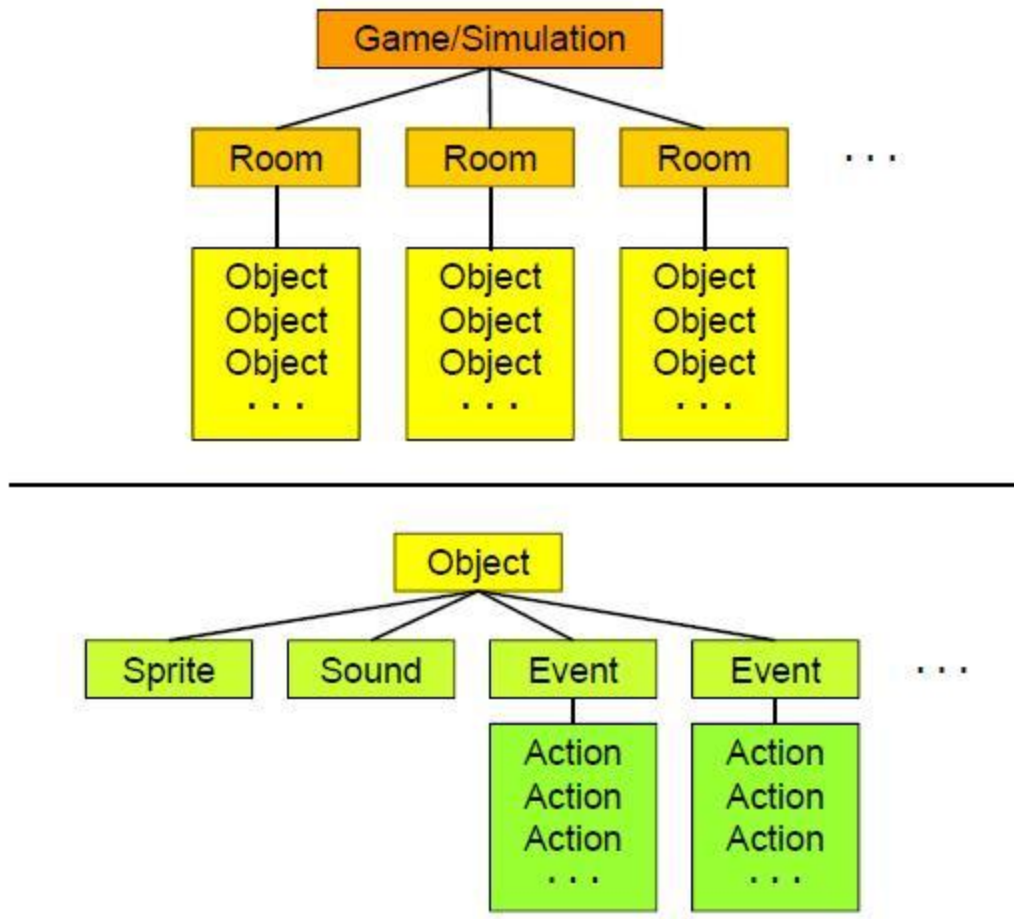 Game/Simulation
Room Room Room . . .
Object Object Object
Object Object Object
Object Object Object
. . . . . . . . .
Object
Sprite Sound Event Event . . .
Action Action
Action Action
Action Action
. . . . . .